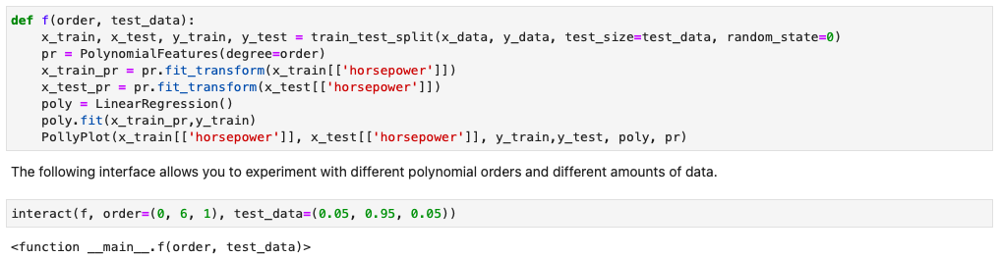 def f(order, test_data):
    x_train, x_test, y_train, y_test = train_test_split(x_data, y_data, test_size=test_data, random_state=0)
    pr = PolynomialFeatures(degree=order)
    x_train_pr = pr.fit_transform(x_train[['horsepower']])
    x_test_pr = pr.fit_transform(x_test[['horsepower']])
    poly = LinearRegression()
    poly.fit(x_train_pr,y_train)
    PollyPlot(x_train[['horsepower']], x_test[['horsepower']], y_train,y_test, poly, pr)
The following interface allows you to experiment with different polynomial orders and different amounts of data.
interact(f, order=(0, 6, 1), test_data=(0.05, 0.95, 0.05))
<function __main__.f(order, test_data)>